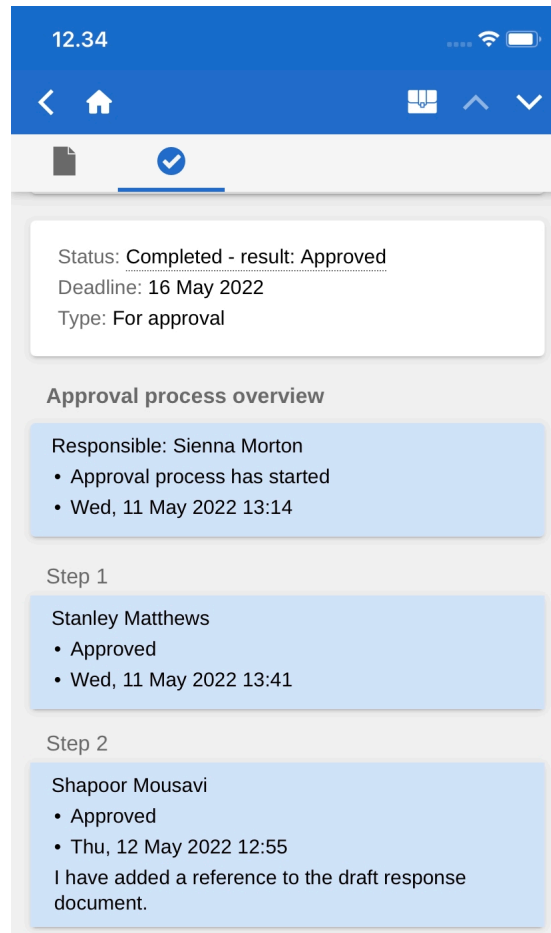 12.34
Status: Completed - result: Approved
Deadline: 16 May 2022
Type: For approval
Approval process overview
Responsible: Sienna Morton
• Approval process has started
• Wed, 11 May 2022 13:14
Step 1
Stanley Matthews
• Approved
• Wed, 11 May 2022 13:41
Step 2
Shapoor Mousavi
• Approved
• Thu, 12 May 2022 12:55
I have added a reference to the draft response
document.